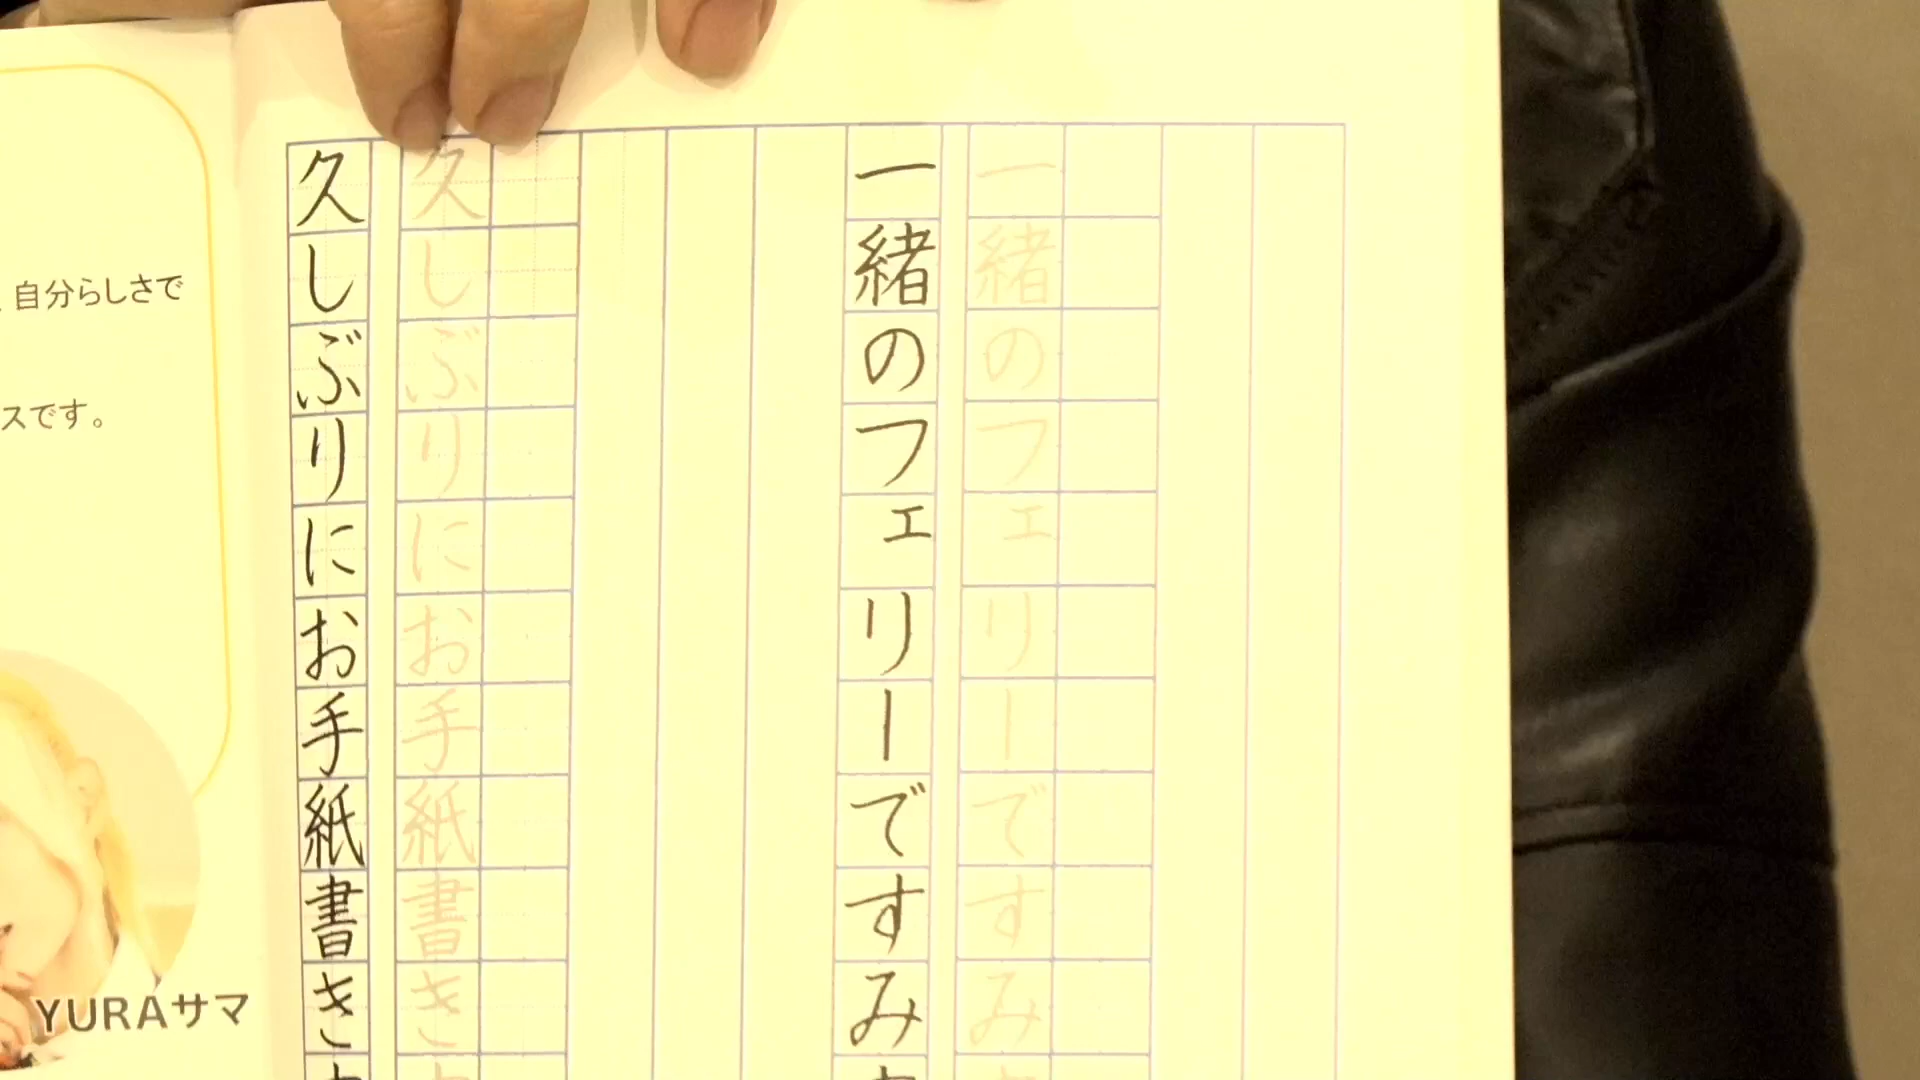 一緒のフェリーですみ
一緒のフェリーですみ
久しぶりにお手紙書き
久しぶりにお手紙書き
自分らしさで
スです。
YURAサマ